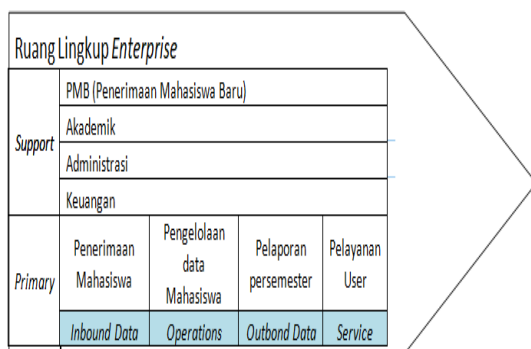 Ruang Lingkup Enterprise
Support
PMB (Penerimaan Mahasiswa Baru)
Akademik
Administrasi
Keuangan
Primary
Penerimaan
Mahasiswa
Pengelolaan
data
Mahasiswa
Pelaporan
persemester
Pelayanan
User
Inbound Data
Operations
Outbond Data
Service